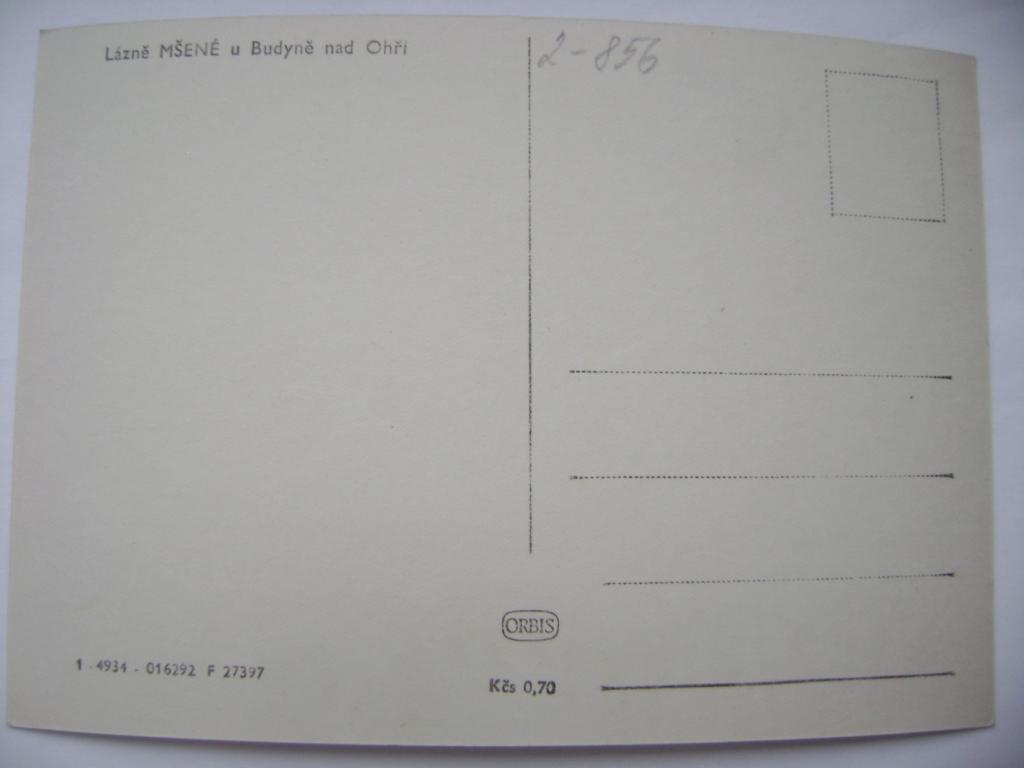 Lázně MŠENÉ u Budyně nad Ohří
2-856
ORBIS
1 - 4934 - 016292 F 27397
Kčs 0,70